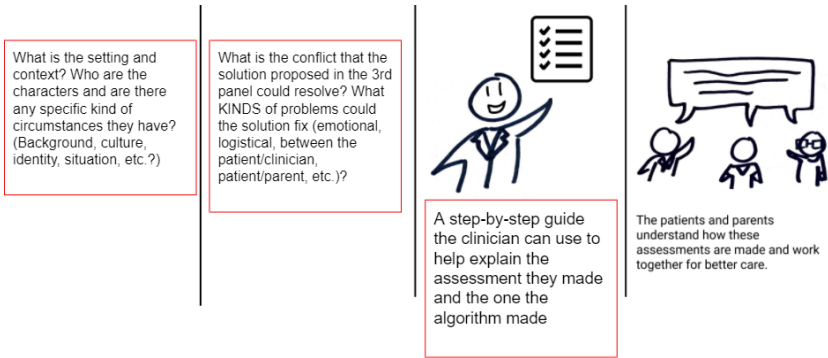 What is the setting and
context? Who are the
characters and are there
any specific kind of
circumstances they have?
(Background, culture,
identity, situation, etc.?)
What is the conflict that the
solution proposed in the 3rd
panel could resolve? What
KINDS of problems could
the solution fix (emotional,
logistical, between the
patient/clinician,
patient/parent, etc.)?
A step-by-step guide
the clinician can use to
help explain the
assessment they made
and the one the
algorithm made
The patients and parents
understand how these
assessments are made and work
together for better care.